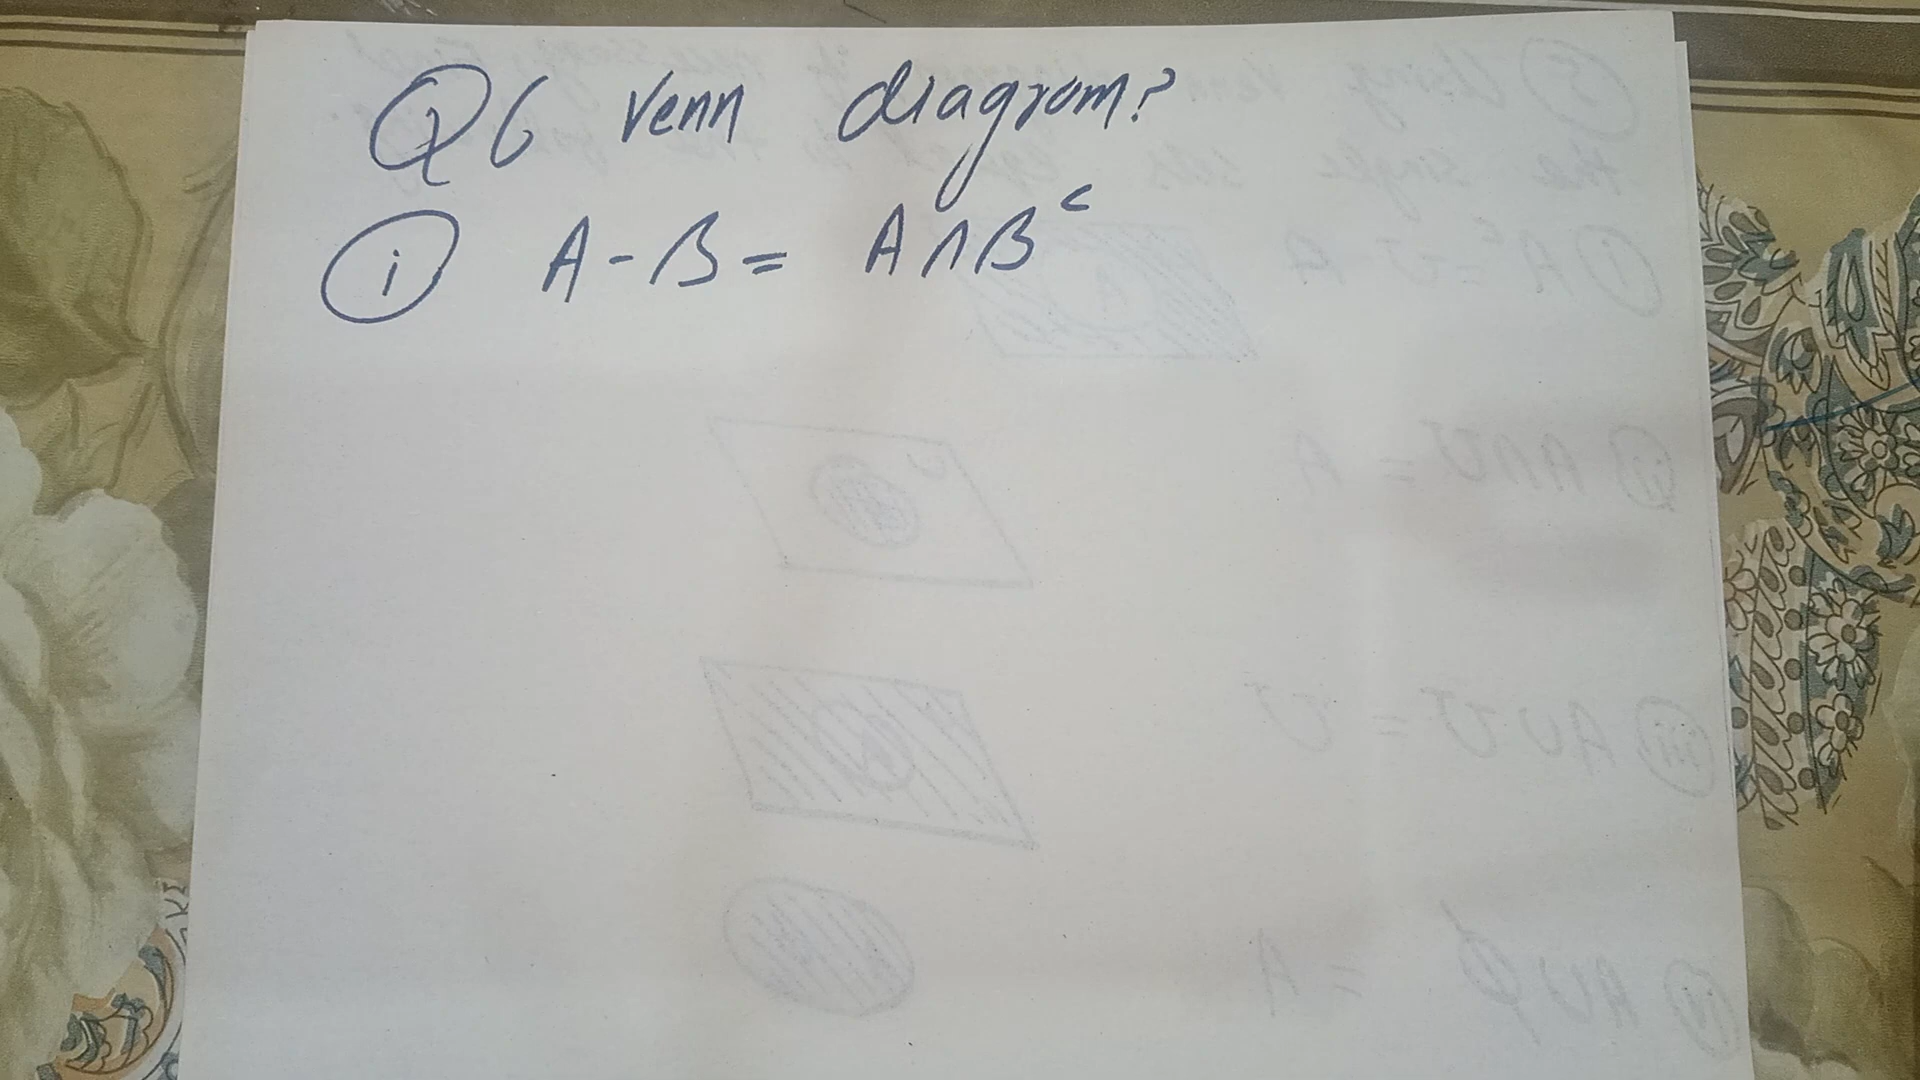 Q6 Venn diagram?
(i) A - B = A ∩ B^c